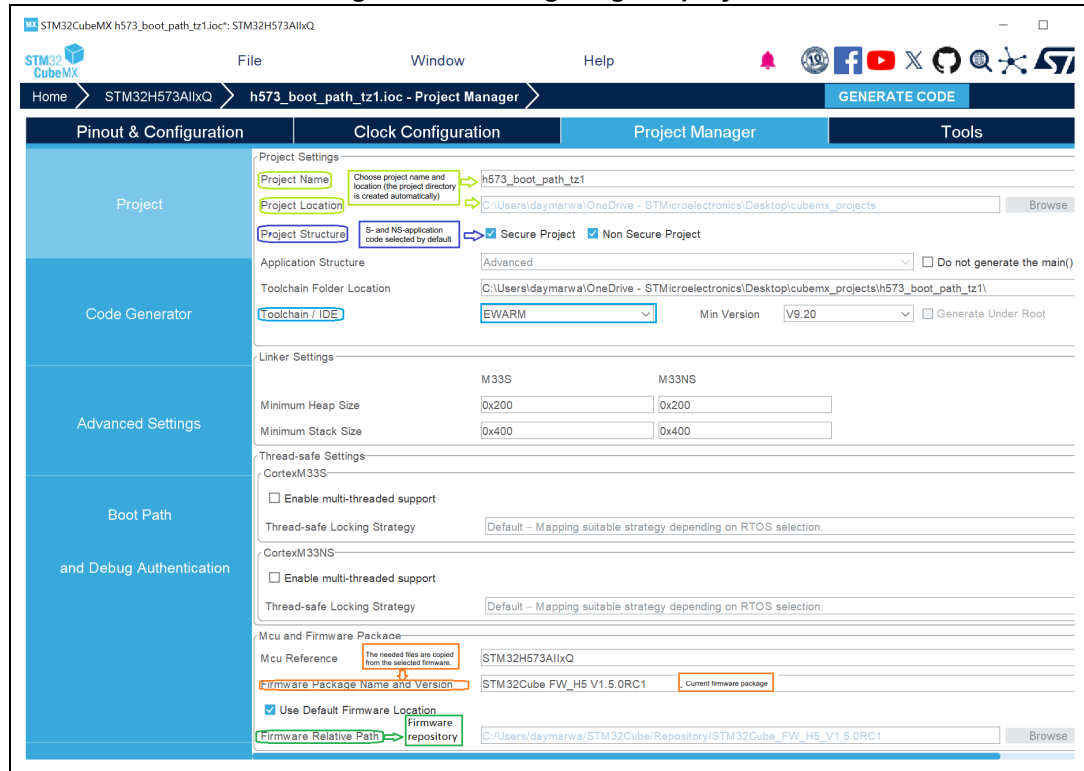 MX STM32CubeMX h573_boot_path_tz1.ioc*: STM32H573AIIxQ
STM32
CubeMX
File Window Help
10
Home STM32H573AIIxQ h573_boot_path_tz1.ioc - Project Manager GENERATE CODE
Pinout & Configuration Clock Configuration Project Manager Tools
Project
Code Generator
Advanced Settings
Boot Path
and Debug Authentication
Project Settings
Project Name
Choose project name and
location (the project directory
is created automatically)
h573_boot_path_tz1
Project Location
C:\Users\daymarwa\OneDrive - STMicroelectronics\Desktop\cubemx_projects Browse
Project Structure
S- and NS-application
code selected by default
Secure Project Non Secure Project
Application Structure Advanced Do not generate the main()
Toolchain Folder Location C:\Users\daymarwa\OneDrive - STMicroelectronics\Desktop\cubemx_projects\h573_boot_path_tz1\
Toolchain / IDE EWARM Min Version V9.20 Generate Under Root
Linker Settings
M33S M33NS
Minimum Heap Size 0x200 0x200
Minimum Stack Size 0x400 0x400
Thread-safe Settings
CortexM33S
Enable multi-threaded support
Thread-safe Locking Strategy Default – Mapping suitable strategy depending on RTOS selection.
CortexM33NS
Enable multi-threaded support
Thread-safe Locking Strategy Default – Mapping suitable strategy depending on RTOS selection.
Mcu and Firmware Package
Mcu Reference
The needed files are copied
from the selected firmware.
STM32H573AIIxQ
Firmware Package Name and Version STM32Cube FW_H5 V1.5.0RC1 Current firmware package
Use Default Firmware Location
Firmware Relative Path
Firmware
repository
C:/Users/daymarwa/STM32Cube/Repository/STM32Cube_FW_H5_V1.5.0RC1 Browse